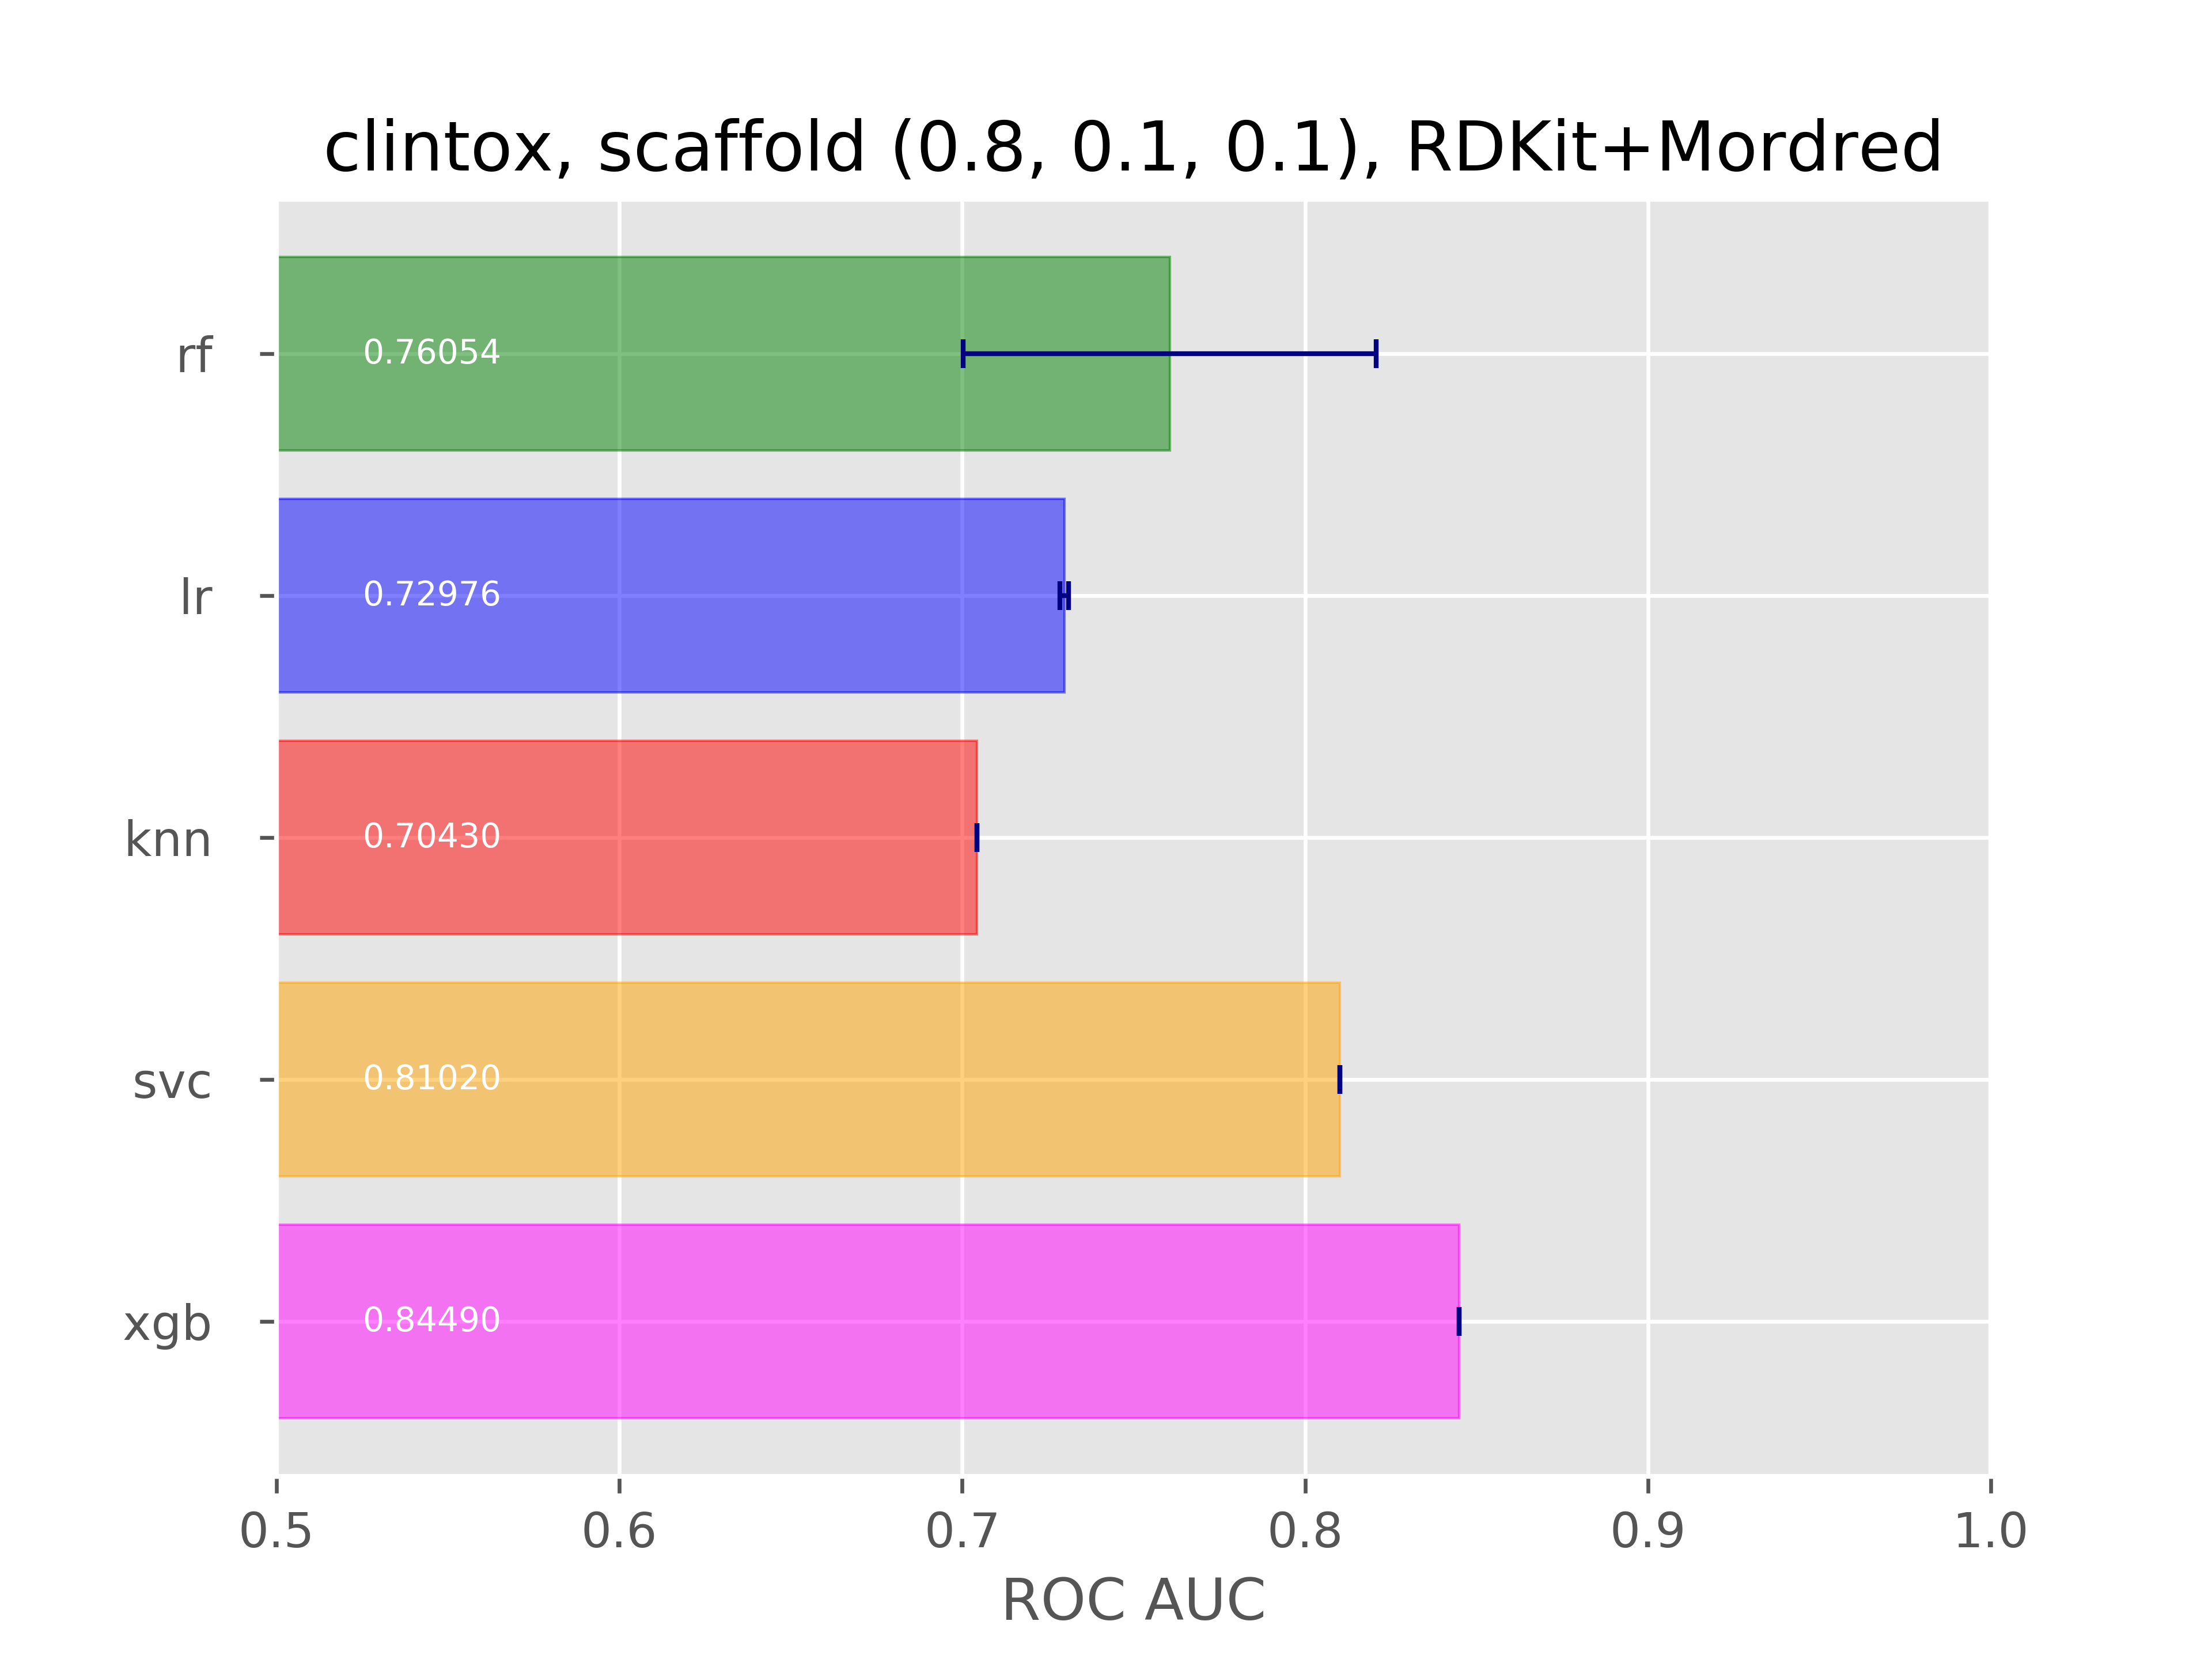 clintox, scaffold (0.8, 0.1, 0.1), RDKit+Mordred
rf
0.76054
lr
0.72976
knn
0.70430
svc
0.81020
xgb
0.84490
0.5 0.6 0.7 0.8 0.9 1.0
ROC AUC